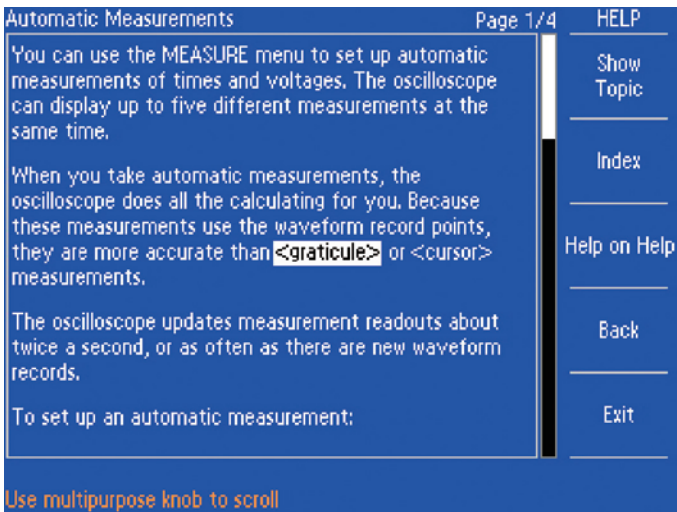 Automatic Measurements Page 1/4 HELP
You can use the MEASURE menu to set up automatic
measurements of times and voltages. The oscilloscope
can display up to five different measurements at the
same time.
When you take automatic measurements, the
oscilloscope does all the calculating for you. Because
these measurements use the waveform record points,
they are more accurate than <graticule> or <cursor>
measurements.
The oscilloscope updates measurement readouts about
twice a second, or as often as there are new waveform
records.
To set up an automatic measurement:
Use multipurpose knob to scroll
Show
Topic
Index
Help on Help
Back
Exit